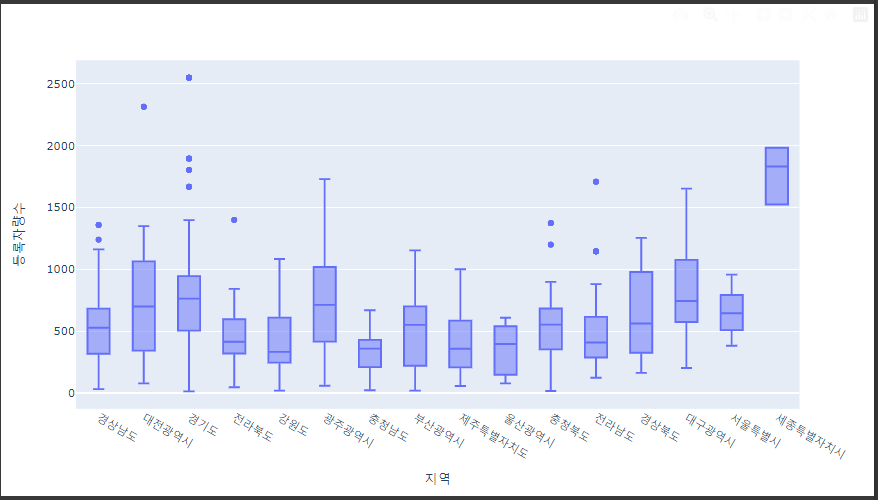 2500
2000
1500
1000
500
0
등록차량수
경상남도
대전광역시
경기도
전라북도
강원도
광주광역시
충청남도
부산광역시
제주특별자치도
울산광역시
충청북도
전라남도
경상북도
대구광역시
서울특별시
세종특별자치시
지역